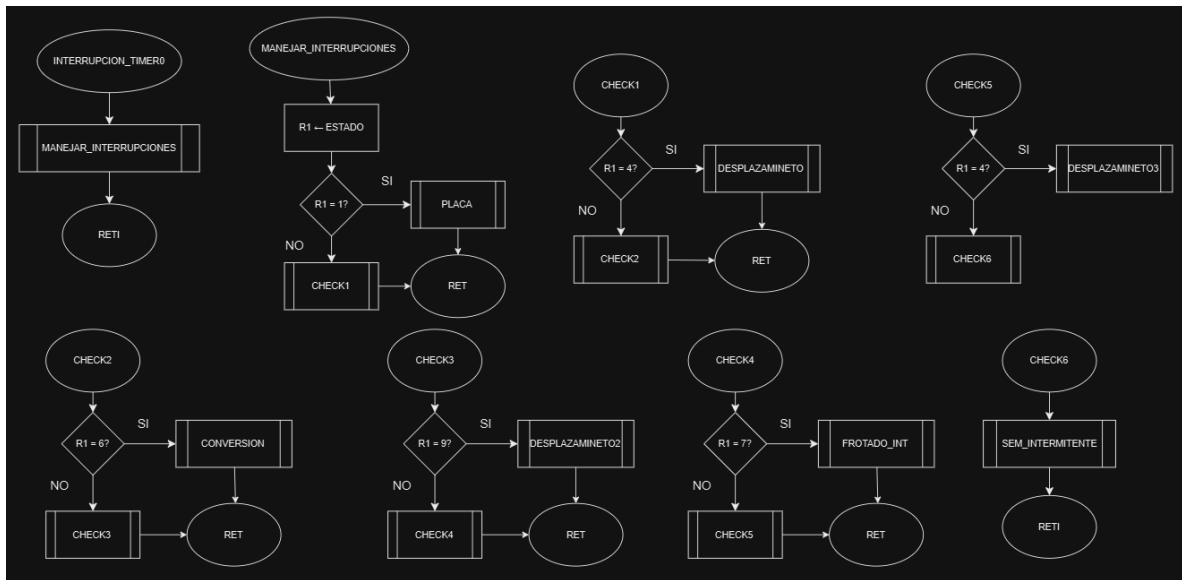 INTERRUPCION_TIMER0
MANEJAR_INTERRUPCIONES
RETI
MANEJAR_INTERRUPCIONES
R1 ← ESTADO
R1 = 1?
SI
PLACA
NO
CHECK1
RET
CHECK1
R1 = 4?
SI
DESPLAZAMINETO
NO
CHECK2
RET
CHECK5
R1 = 4?
SI
DESPLAZAMINETO3
NO
CHECK6
CHECK2
R1 = 6?
SI
CONVERSION
NO
CHECK3
RET
CHECK3
R1 = 9?
SI
DESPLAZAMINETO2
NO
CHECK4
RET
CHECK4
R1 = 7?
SI
FROTADO_INT
NO
CHECK5
RET
CHECK6
SEM_INTERMITENTE
RETI